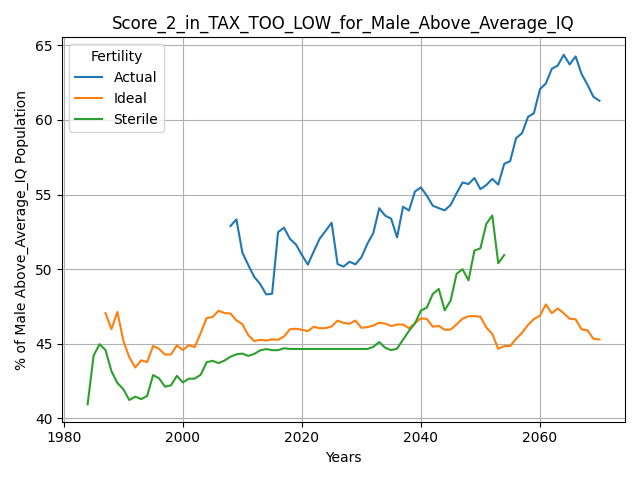 Score_2_in_TAX_TOO_LOW_for_Male_Above_Average_IQ
% of Male Above_Average_IQ Population
65
60
55
50
45
40
Fertility
Actual
Ideal
Sterile
1980 2000 2020 2040 2060
Years